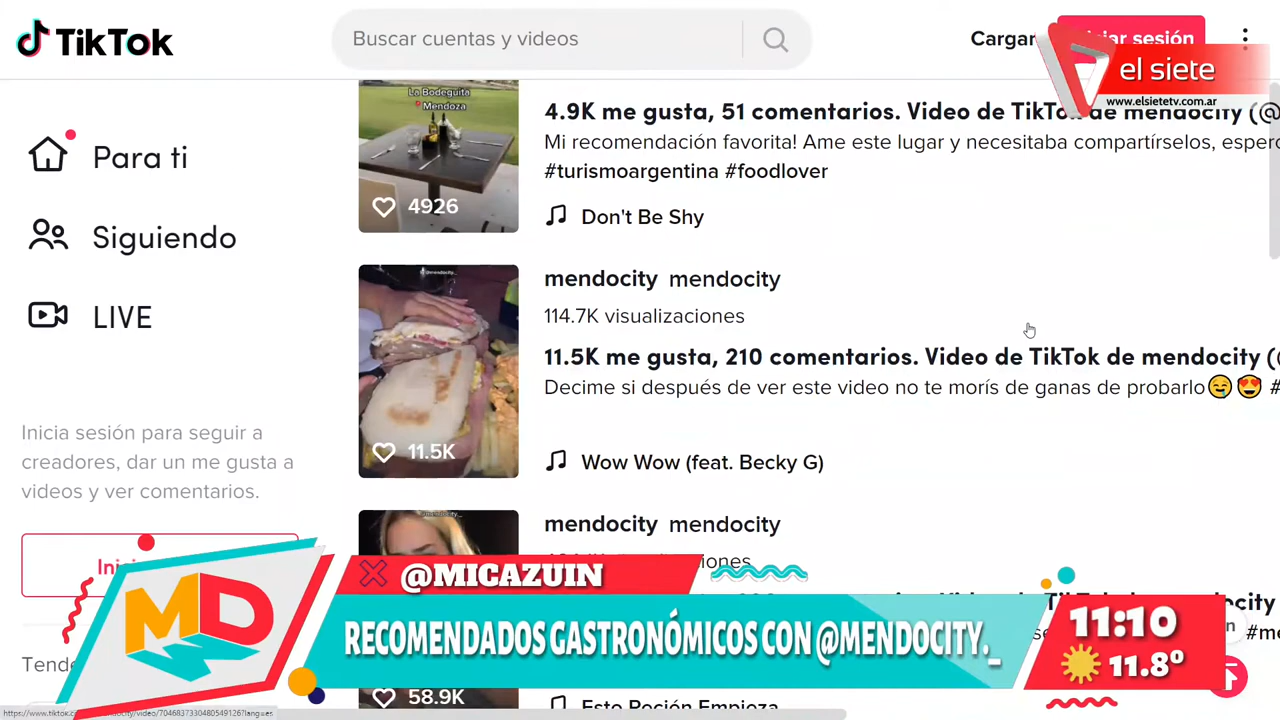 TikTok
Buscar cuentas y videos
Cargar
iar sesión
el siete
www.elsietetv.com.ar
Para ti
Siguiendo
LIVE
Inicia sesión para seguir a
creadores, dar un me gusta a
videos y ver comentarios.
La Bodeguita
Mendoza
4926
4.9K me gusta, 51 comentarios. Video de TikTok de mendocity (@
Mi recomendación favorita! Ame este lugar y necesitaba compartírselos, espero
#turismoargentina #foodlover
Don't Be Shy
@mendocity_
11.5K
mendocity mendocity
114.7K visualizaciones
11.5K me gusta, 210 comentarios. Video de TikTok de mendocity (
Decime si después de ver este video no te morís de ganas de probarlo🤤😍 #
Wow Wow (feat. Becky G)
@mendocity_
mendocity mendocity
58.9K
MD
@MICAZUIN
RECOMENDADOS GASTRONÓMICOS CON @MENDOCITY._
11:10
11.8º